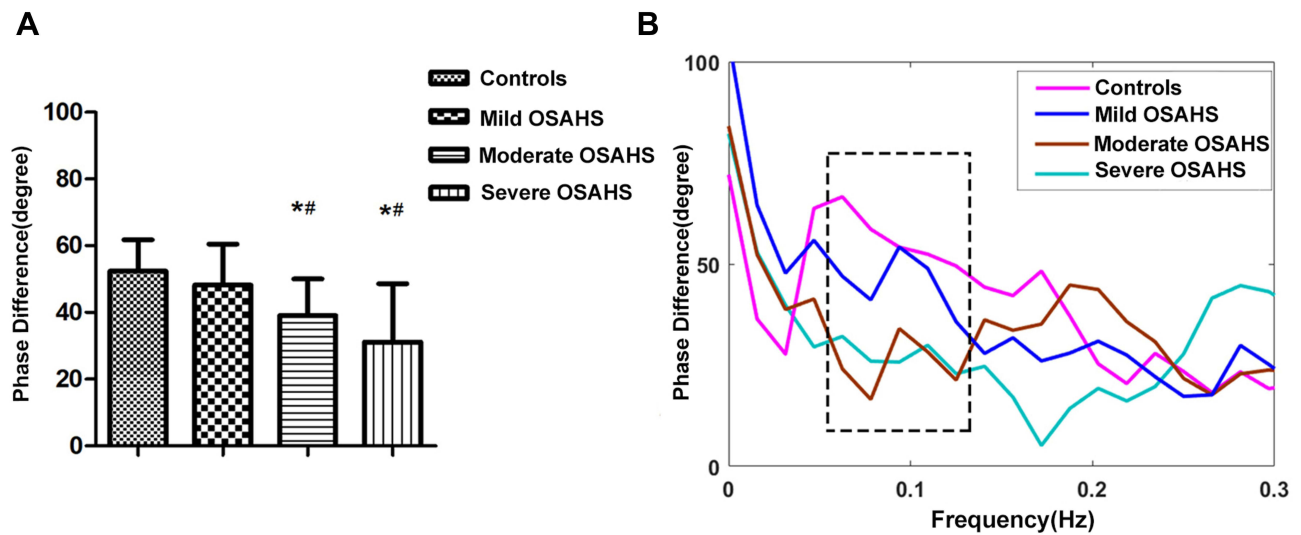 A
Controls
Mild OSAHS
Moderate OSAHS
Severe OSAHS
100
80
60
40
20
0
*#
*#
Phase Difference(degree)
B
100
50
0
Controls
Mild OSAHS
Moderate OSAHS
Severe OSAHS
Phase Difference(degree)
0 0.1 0.2 0.3
Frequency(Hz)